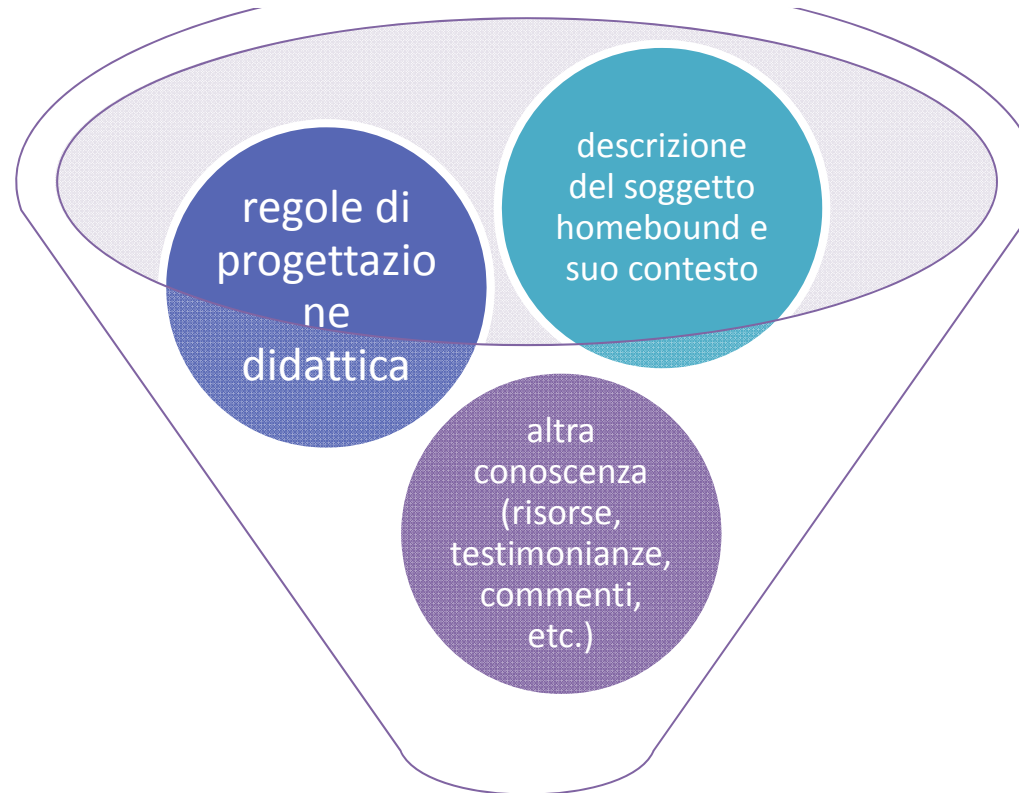 regole di
progettazio
ne
didattica
descrizione
del soggetto
homebound e
suo contesto
altra
conoscenza
(risorse,
testimonianze,
commenti,
etc.)